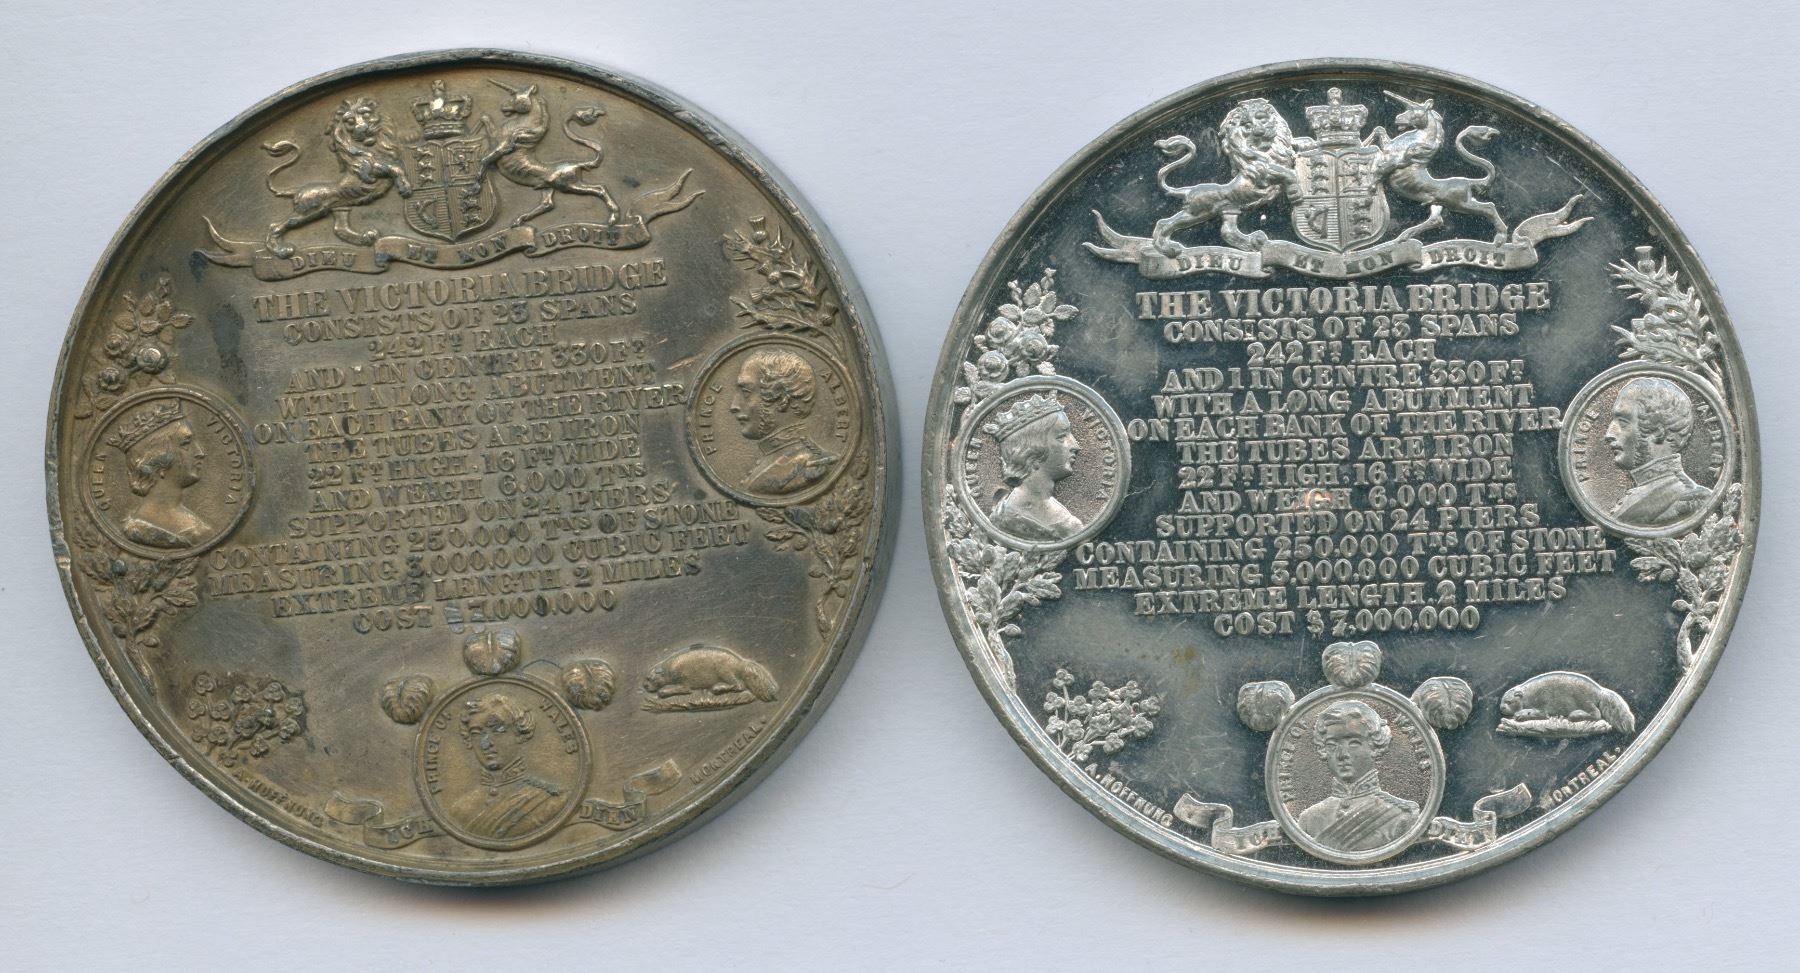 DIEU ET MON DROIT
THE VICTORIA BRIDGE
CONSISTS OF 23 SPANS
242 FT EACH
AND 1 IN CENTRE 330 FT
WITH A LONG ABUTMENT
ON EACH BANK OF THE RIVER
THE TUBES ARE IRON
22 FT HIGH. 16 FT WIDE
AND WEIGH 6.000 TNS
SUPPORTED ON 24 PIERS
CONTAINING 250.000 TNS OF STONE
MEASURING 3.000.000 CUBIC FEET
EXTREME LENGTH. 2 MILES
COST $ 7.000.000
QUEEN VICTORIA
PRINCE ALBERT
PRINCE OF WALES
ICH DIEN
A. HOFFNUNG
MONTREAL.
DIEU ET MON DROIT
THE VICTORIA BRIDGE
CONSISTS OF 23 SPANS
242 FT EACH
AND 1 IN CENTRE 330 FT
WITH A LONG ABUTMENT
ON EACH BANK OF THE RIVER
THE TUBES ARE IRON
22 FT HIGH. 16 FT WIDE
AND WEIGH 6.000 TNS
SUPPORTED ON 24 PIERS
CONTAINING 250.000 TNS OF STONE
MEASURING 3.000.000 CUBIC FEET
EXTREME LENGTH. 2 MILES
COST $ 7.000.000
QUEEN VICTORIA
PRINCE ALBERT
PRINCE OF WALES
ICH DIEN
A. HOFFNUNG
MONTREAL.